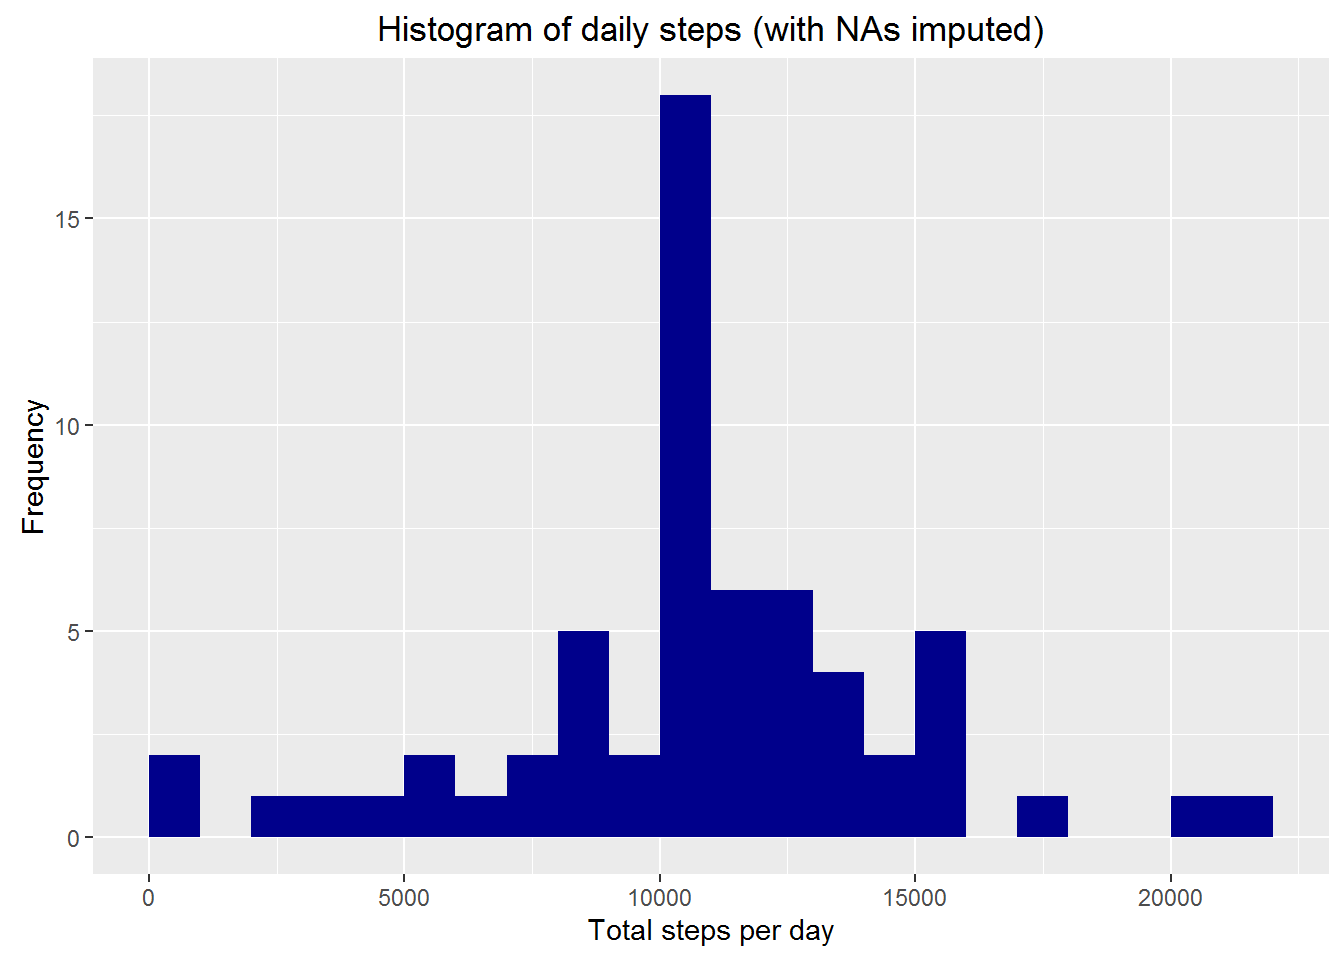 Histogram of daily steps (with NAs imputed)
Frequency
15
10
5
0
0 5000 10000 15000 20000
Total steps per day